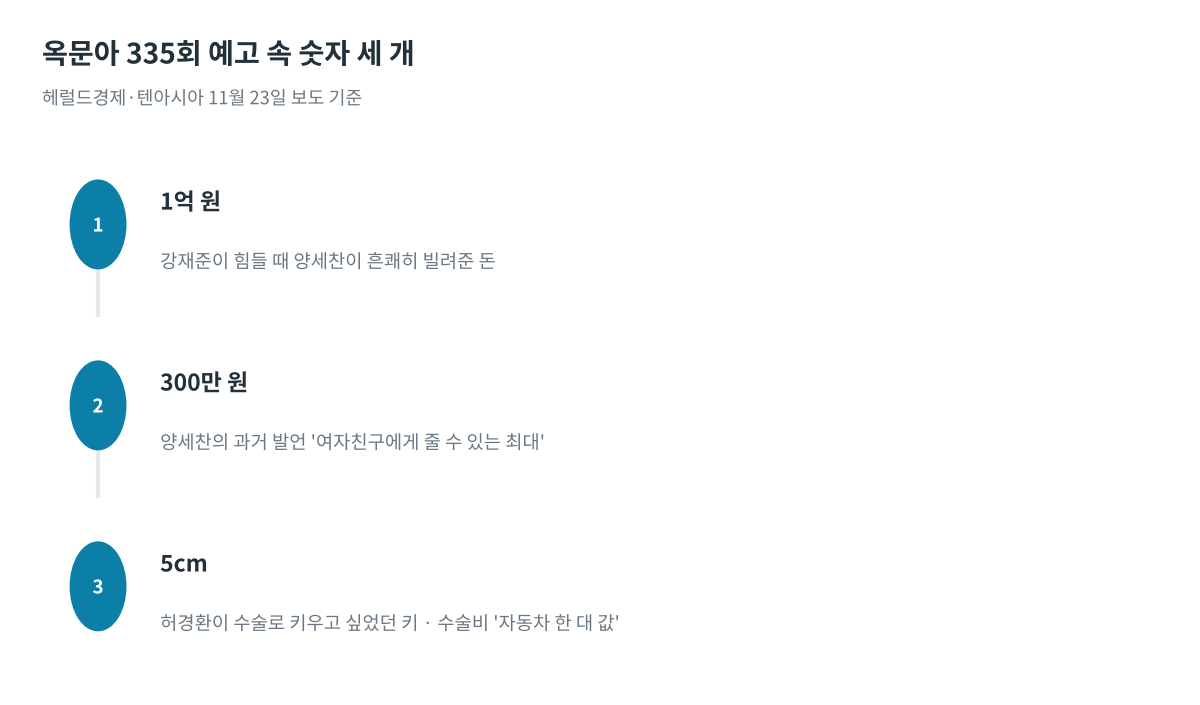 옥문아 335회 예고 속 숫자 세 개
헤럴드경제·텐아시아 11월 23일 보도 기준
1
1억 원
강재준이 힘들 때 양세찬이 흔쾌히 빌려준 돈
2
300만 원
양세찬의 과거 발언 '여자친구에게 줄 수 있는 최대'
3
5cm
허경환이 수술로 키우고 싶었던 키 · 수술비 '자동차 한 대 값'